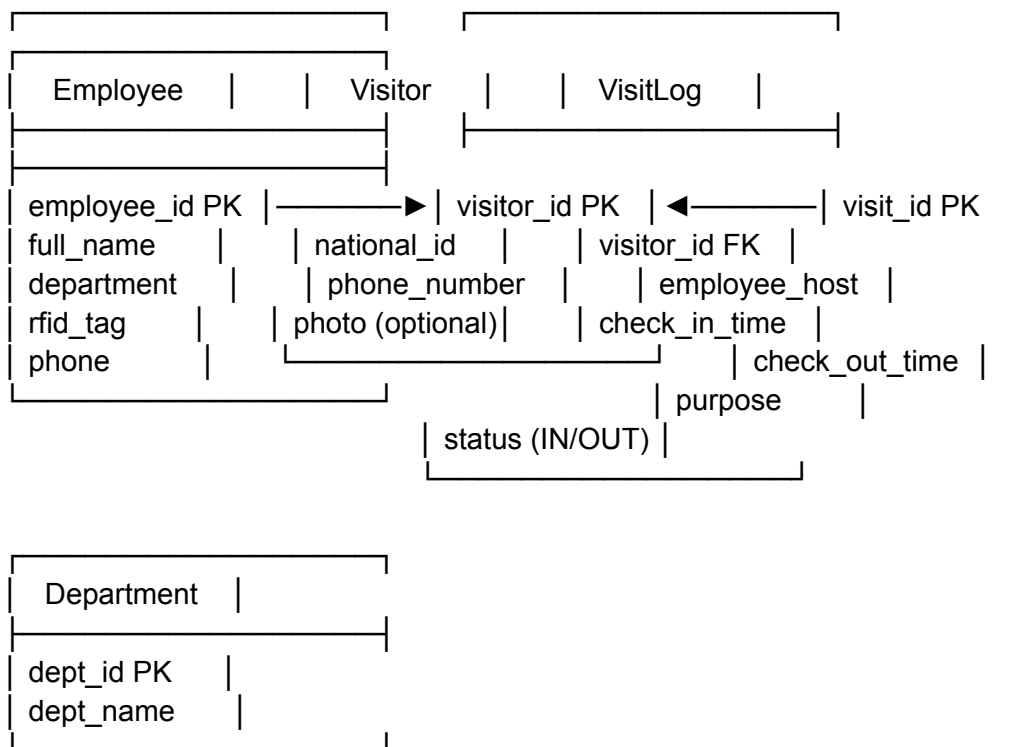 Employee Visitor VisitLog
employee_id PK visitor_id PK visit_id PK
full_name national_id visitor_id FK
department phone_number employee_host
rfid_tag photo (optional) check_in_time
phone check_out_time
purpose
status (IN/OUT)
Department
dept_id PK
dept_name